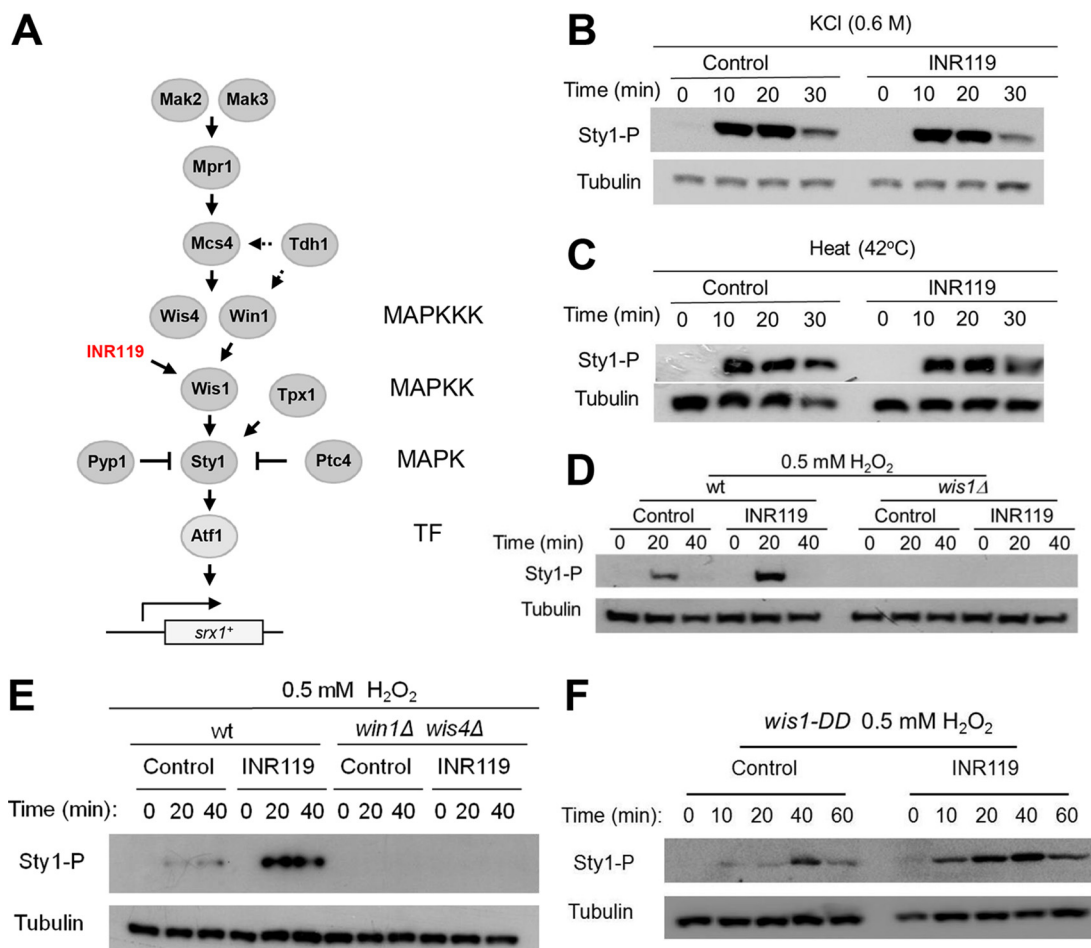 A
Mak2 Mak3
Mpr1
Mcs4 Tdh1
Wis4 Win1 MAPKKK
INR119
Wis1 Tpx1 MAPKK
Pyp1 Sty1 Ptc4 MAPK
Atf1 TF
srx1⁺
B
KCl (0.6 M)
Control INR119
Time (min) 0 10 20 30 0 10 20 30
Sty1-P
Tubulin
C
Heat (42ºC)
Control INR119
Time (min) 0 10 20 30 0 10 20 30
Sty1-P
Tubulin
D
0.5 mM H₂O₂
wt wis1Δ
Control INR119 Control INR119
Time (min) 0 20 40 0 20 40 0 20 40 0 20 40
Sty1-P
Tubulin
E
0.5 mM H₂O₂
wt win1Δ wis4Δ
Control INR119 Control INR119
Time (min): 0 20 40 0 20 40 0 20 40 0 20 40
Sty1-P
Tubulin
F
wis1-DD 0.5 mM H₂O₂
Control INR119
Time (min): 0 10 20 40 60 0 10 20 40 60
Sty1-P
Tubulin